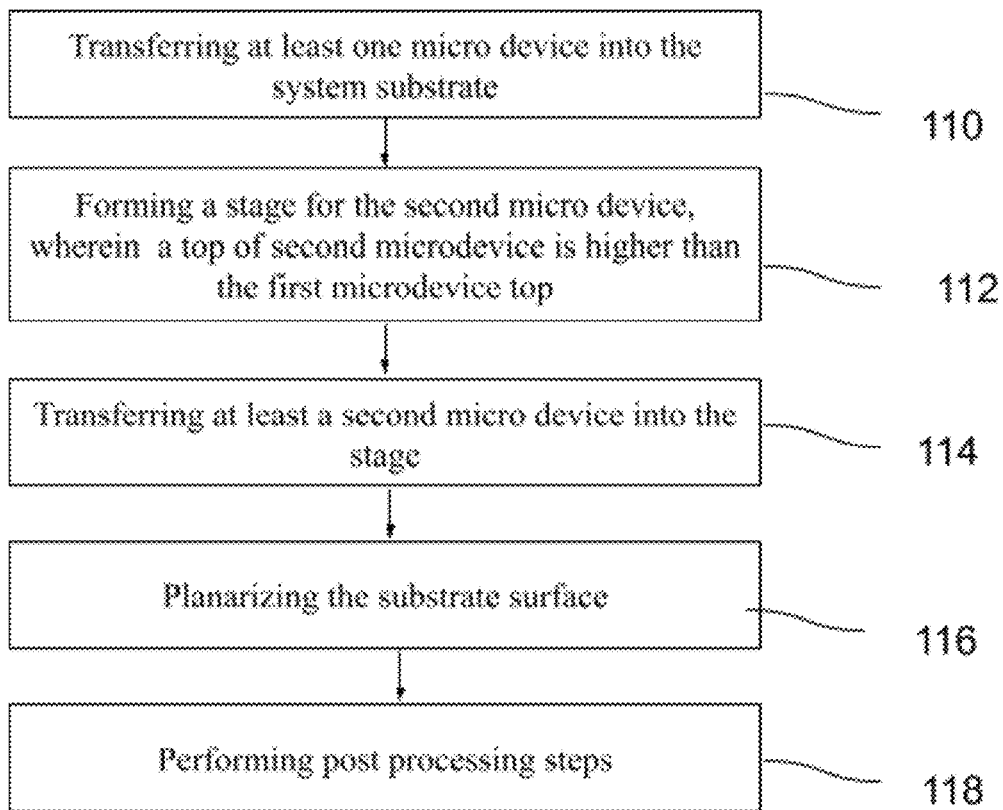 Transferring at least one micro device into the
system substrate
110
Forming a stage for the second micro device,
wherein a top of second microdevice is higher than
the first microdevice top
112
Transferring at least a second micro device into the
stage
114
Planarizing the substrate surface
116
Performing post processing steps
118